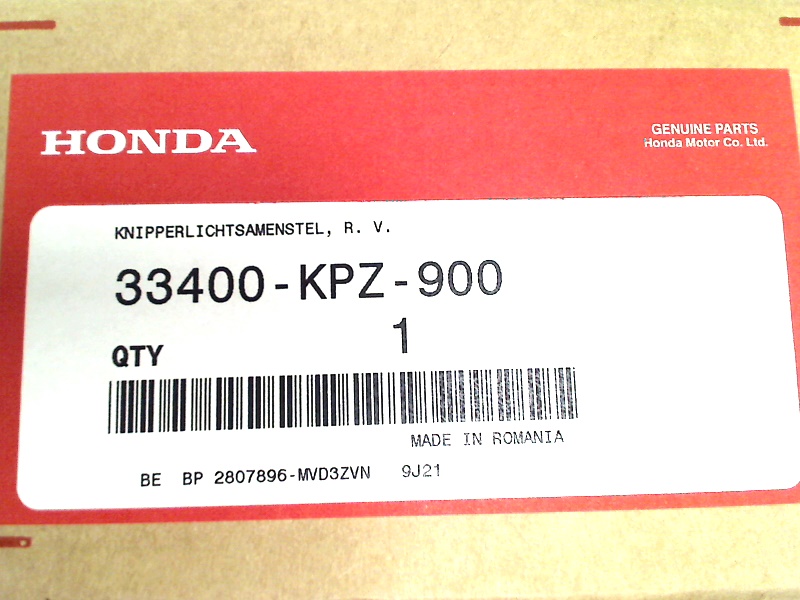 HONDA
GENUINE PARTS
Honda Motor Co. Ltd.
KNIPPERLICHTSAMENSTEL, R. V.
33400-KPZ-900
QTY 1
MADE IN ROMANIA
BE BP 2807896-MVD3ZVN 9J21